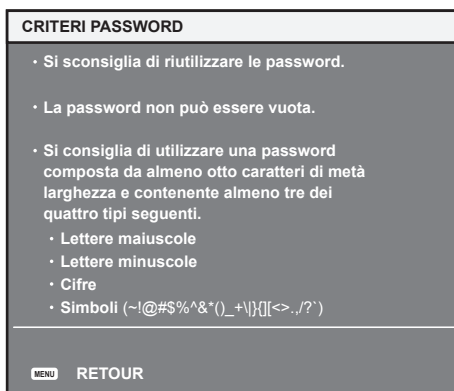 CRITERI PASSWORD
• Si sconsiglia di riutilizzare le password.
• La password non può essere vuota.
• Si consiglia di utilizzare una password
composta da almeno otto caratteri di metà
larghezza e contenente almeno tre dei
quattro tipi seguenti.
• Lettere maiuscole
• Lettere minuscole
• Cifre
• Simboli (~!@#$%^&*()_+\|}{][<>.,/?`)
MENU RETOUR